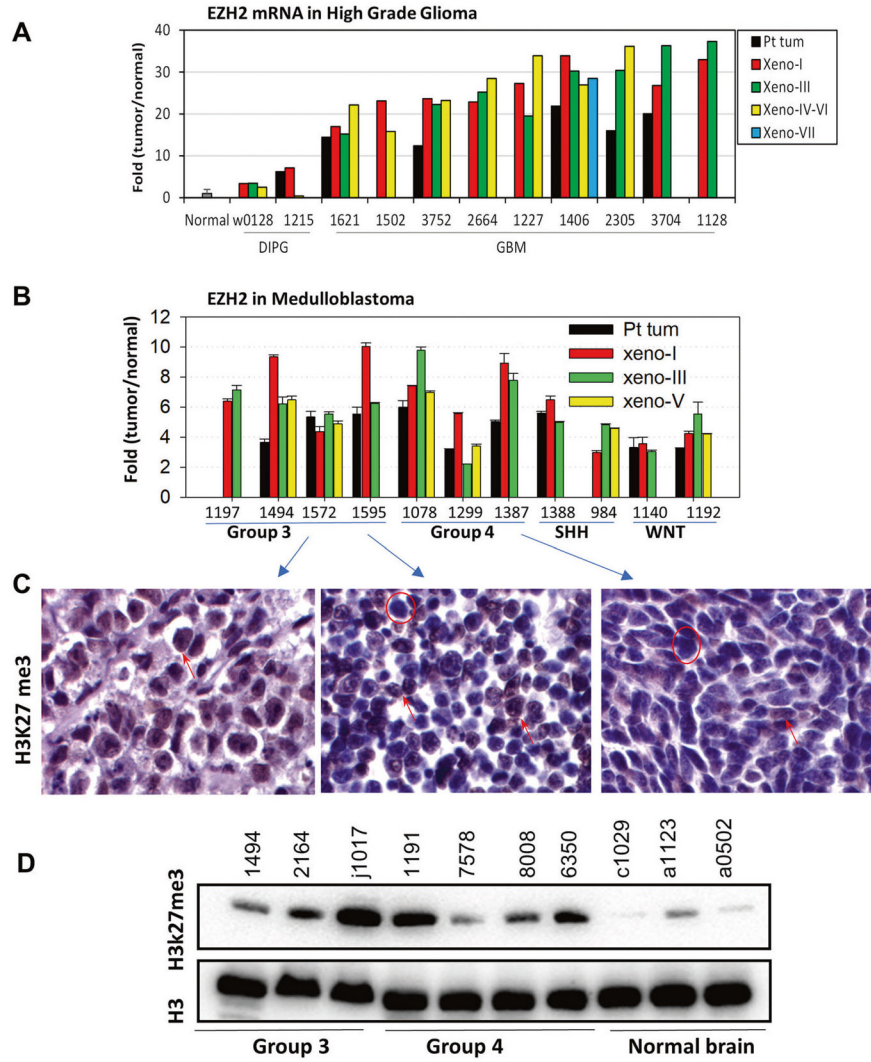 A
EZH2 mRNA in High Grade Glioma
Fold (tumor/normal)
40
30
20
10
0
Pt tum
Xeno-I
Xeno-III
Xeno-IV-VI
Xeno-VII
Normal w0128 1215 1621 1502 3752 2664 1227 1406 2305 3704 1128
DIPG GBM
B
EZH2 in Medulloblastoma
Fold (tumor/normal)
12
10
8
6
4
2
0
Pt tum
xeno-I
xeno-III
xeno-V
1197 1494 1572 1595 1078 1299 1387 1388 984 1140 1192
Group 3 Group 4 SHH WNT
C
H3K27 me3
D
1494 2164 j1017 1191 7578 8008 6350 c1029 a1123 a0502
H3k27me3
H3
Group 3 Group 4 Normal brain